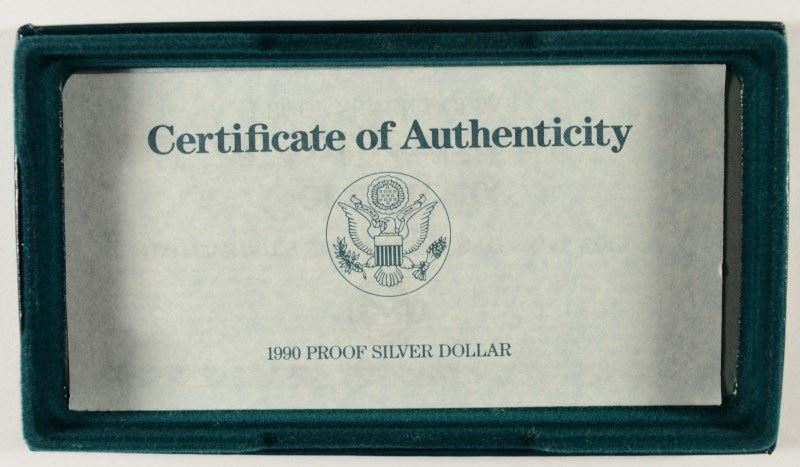 Certificate of Authenticity
1990 PROOF SILVER DOLLAR